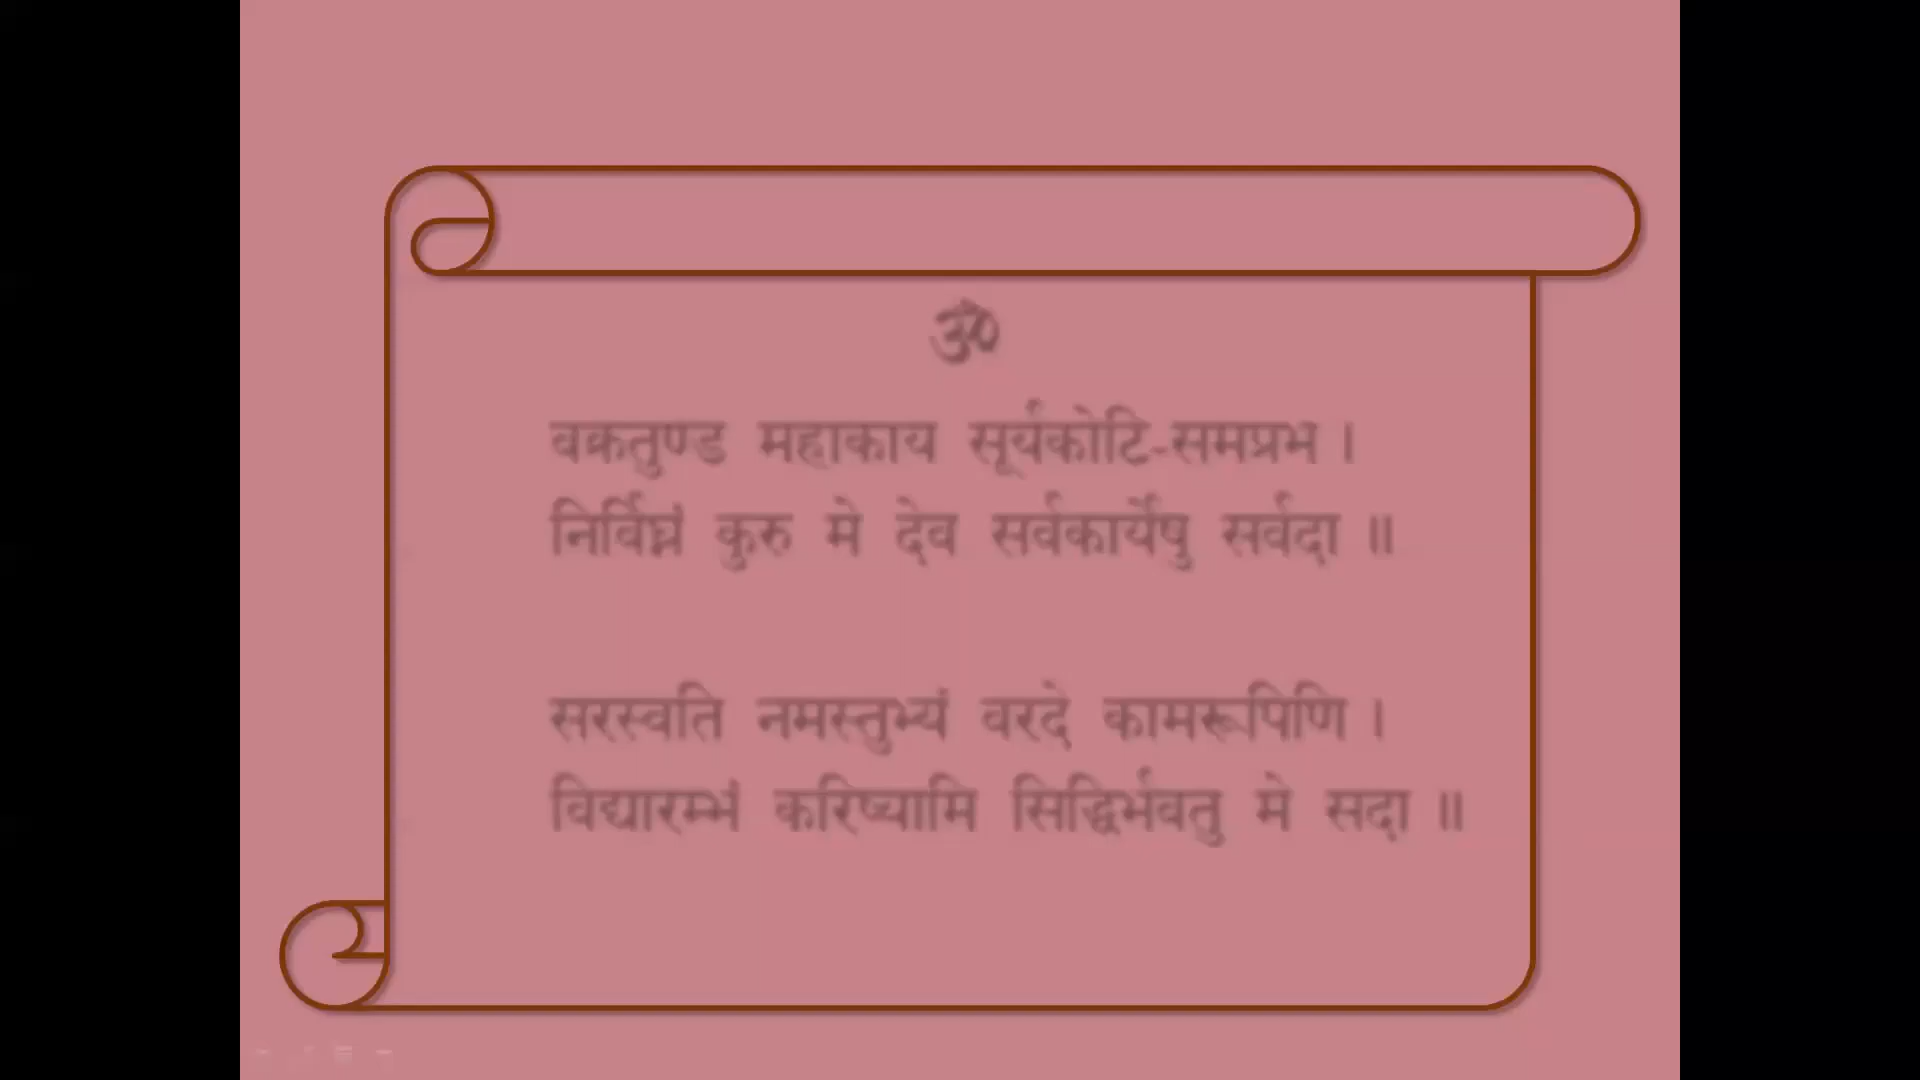 ॐ
वक्रतुण्ड महाकाय सूर्यकोटि-समप्रभ ।
निर्विघ्नं कुरु मे देव सर्वकार्येषु सर्वदा ॥
सरस्वति नमस्तुभ्यं वरदे कामरूपिणि ।
विद्यारम्भं करिष्यामि सिद्धिर्भवतु मे सदा ॥